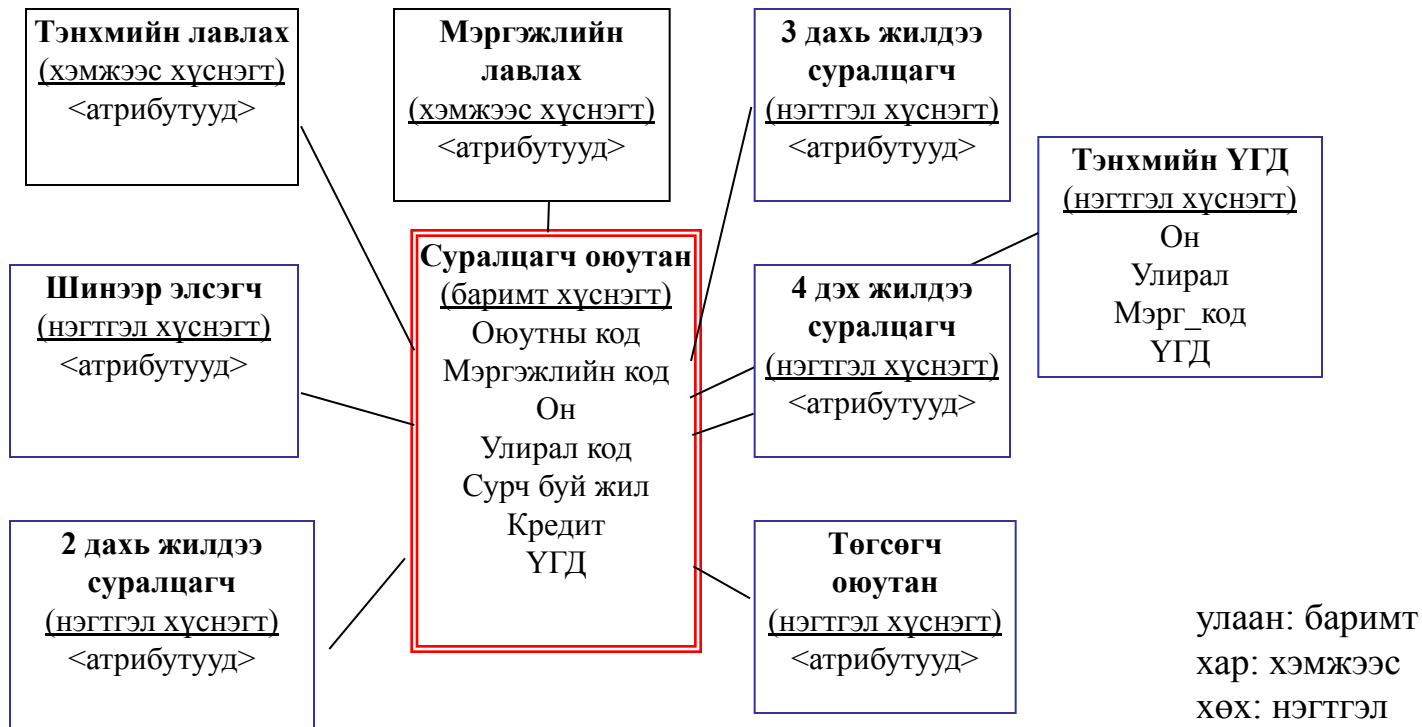 Тэнхмийн лавлах
(хэмжээс хүснэгт)
<атрибутууд>
Мэргэжлийн
лавлах
(хэмжээс хүснэгт)
<атрибутууд>
3 дахь жилдээ
суралцагч
(нэгтгэл хүснэгт)
<атрибутууд>
Тэнхмийн ҮГД
(нэгтгэл хүснэгт)
Он
Улирал
Мэрг_код
ҮГД
Шинээр элсэгч
(нэгтгэл хүснэгт)
<атрибутууд>
Суралцагч оюутан
(баримт хүснэгт)
Оюутны код
Мэргэжлийн код
Он
Улирал код
Сурч буй жил
Кредит
ҮГД
4 дэх жилдээ
суралцагч
(нэгтгэл хүснэгт)
<атрибутууд>
2 дахь жилдээ
суралцагч
(нэгтгэл хүснэгт)
<атрибутууд>
Төгсөгч
оюутан
(нэгтгэл хүснэгт)
<атрибутууд>
улаан: баримт
хар: хэмжээс
хөх: нэгтгэл